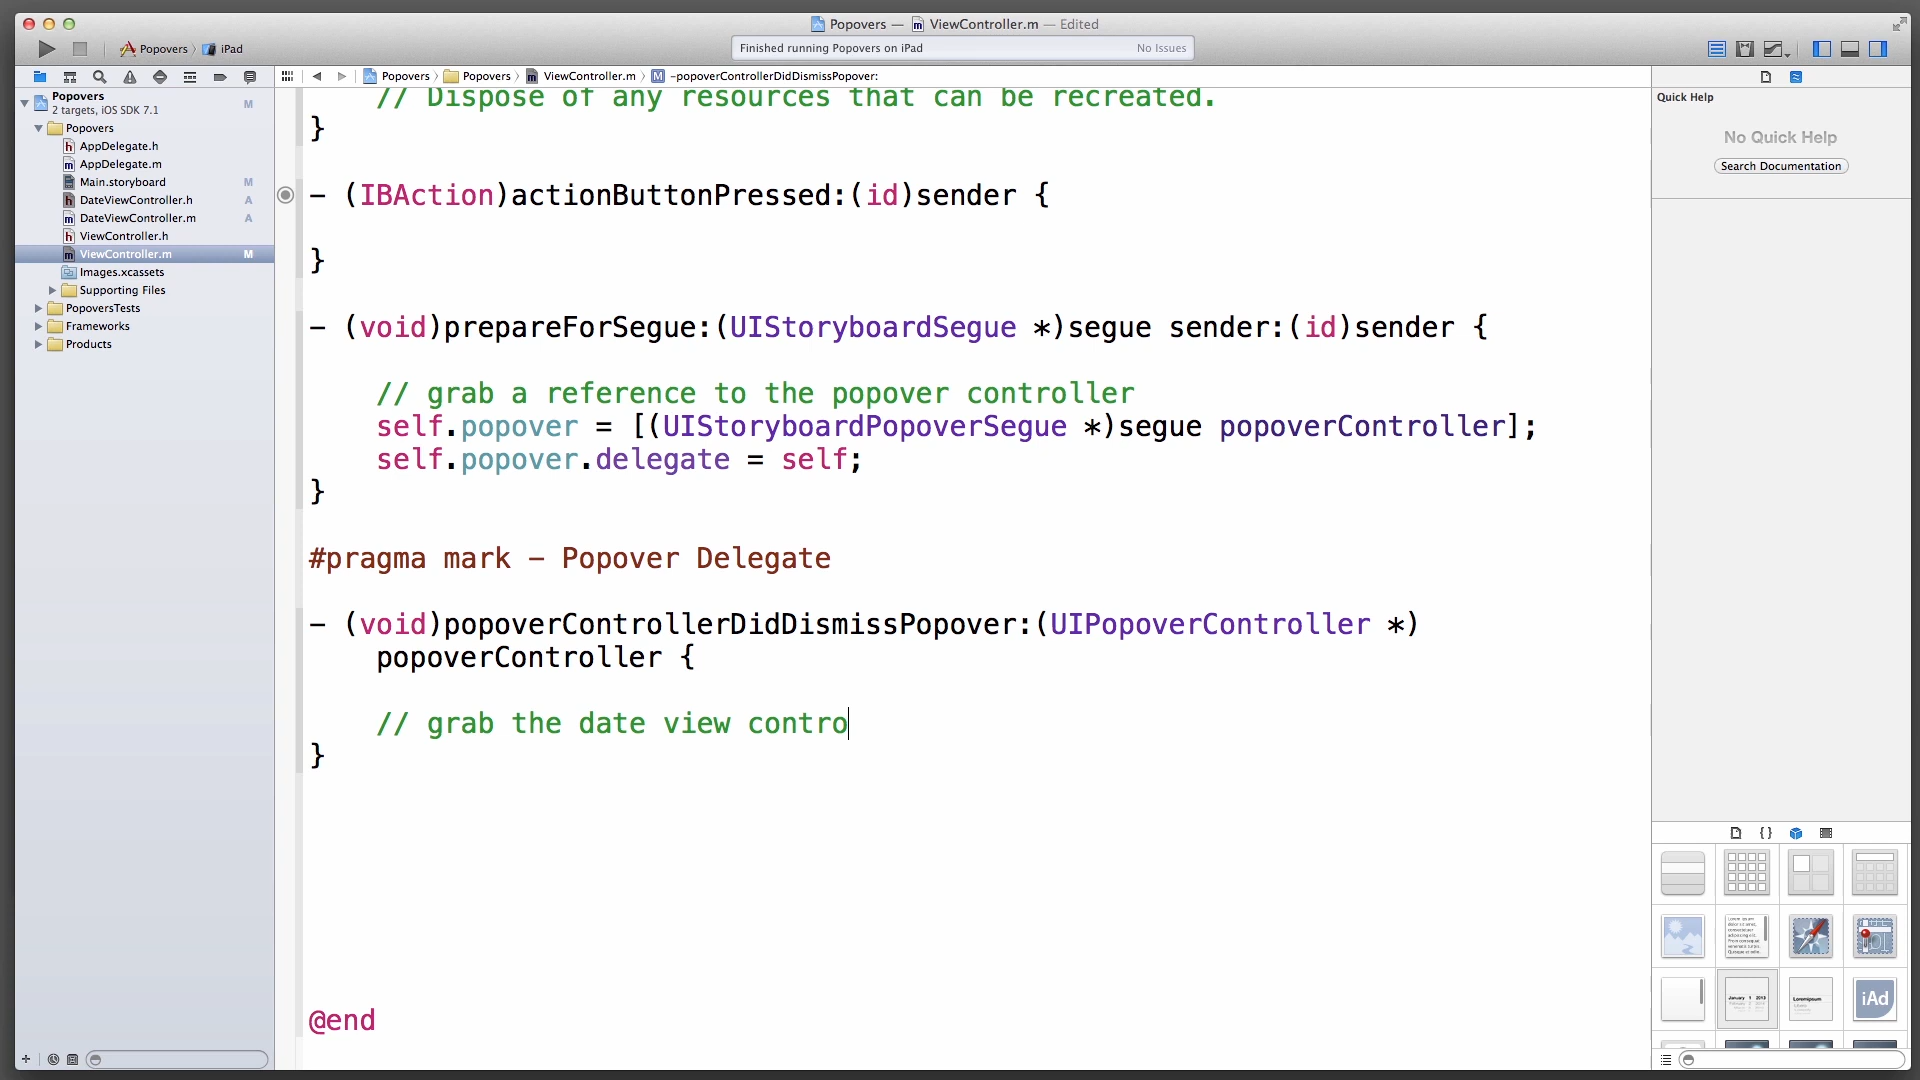 Popovers — ViewController.m — Edited
Popovers iPad
Finished running Popovers on iPad No Issues
Popovers Popovers ViewController.m M -popoverControllerDidDismissPopover:
Popovers M
2 targets, iOS SDK 7.1
Popovers
h AppDelegate.h
m AppDelegate.m
Main.storyboard M
h DateViewController.h A
m DateViewController.m A
h ViewController.h
m ViewController.m M
Images.xcassets
Supporting Files
PopoversTests
Frameworks
Products
// Dispose of any resources that can be recreated.
}
- (IBAction)actionButtonPressed:(id)sender {
}
- (void)prepareForSegue:(UIStoryboardSegue *)segue sender:(id)sender {
// grab a reference to the popover controller
self.popover = [(UIStoryboardPopoverSegue *)segue popoverController];
self.popover.delegate = self;
}
#pragma mark - Popover Delegate
- (void)popoverControllerDidDismissPopover:(UIPopoverController *)
popoverController {
// grab the date view contro
}
@end
Quick Help
No Quick Help
Search Documentation
{ }
January 1 2013
Loremipsum
iAd